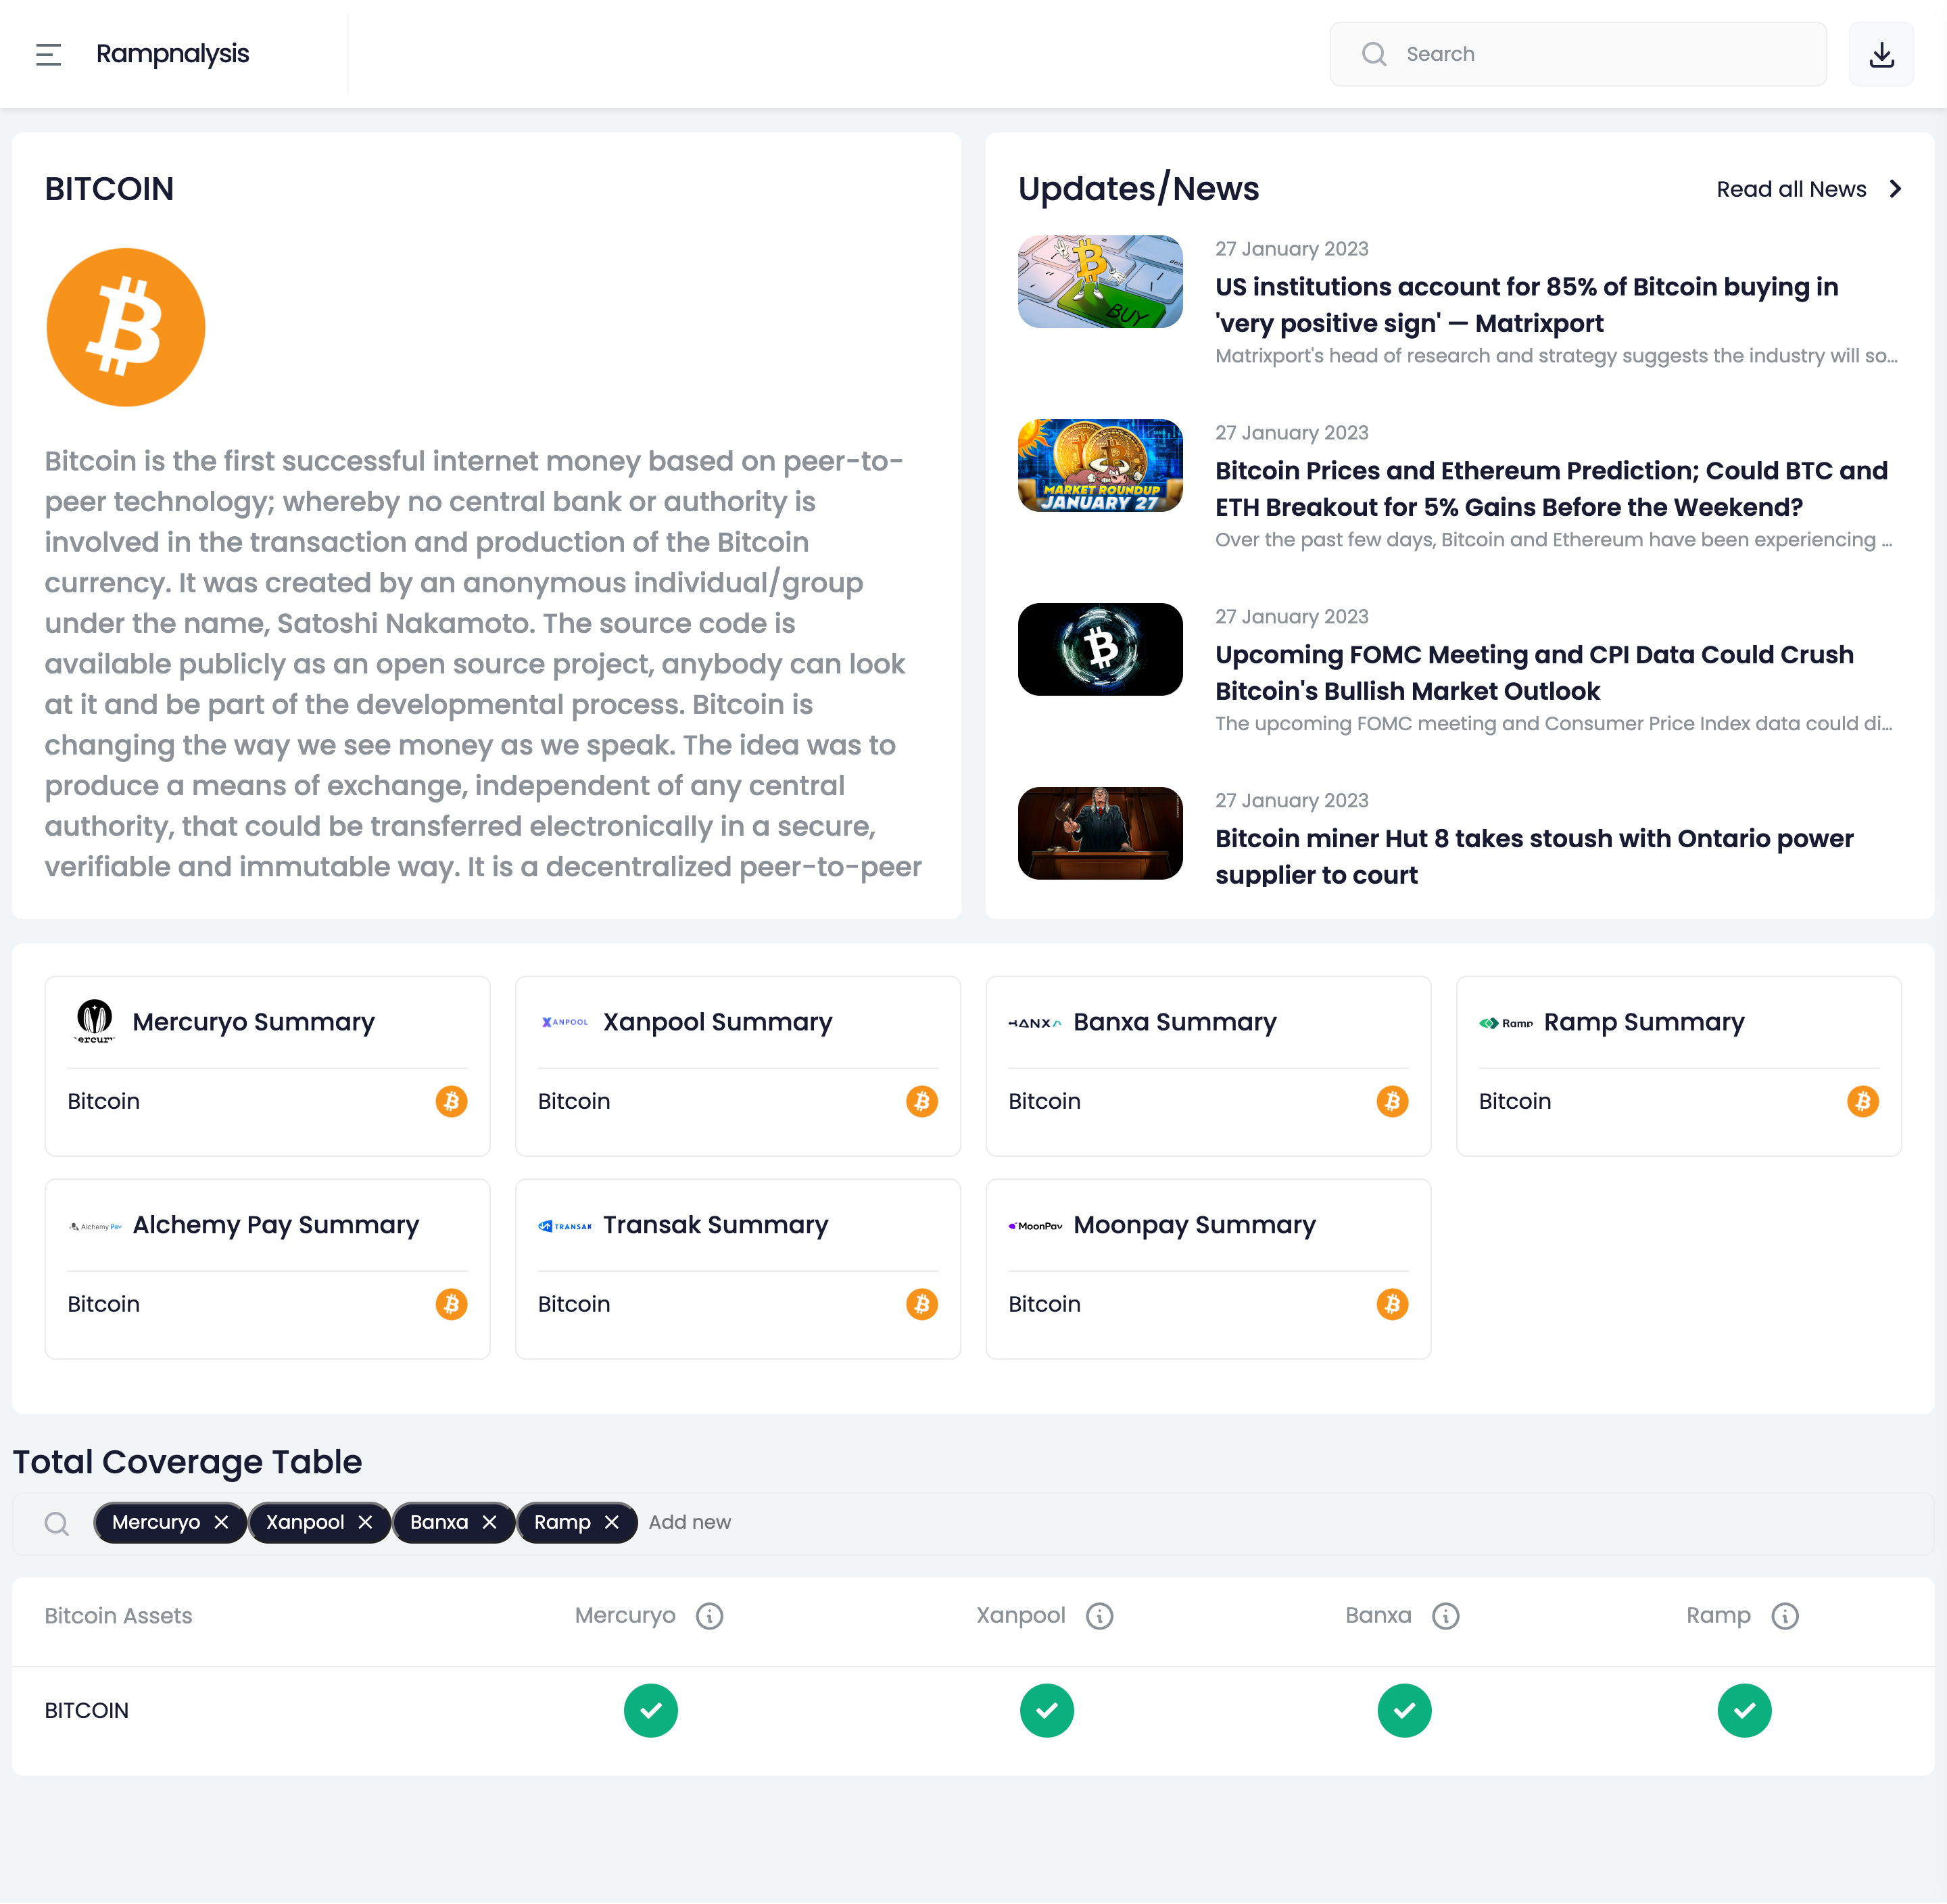 Rampnalysis
Search
BITCOIN
Bitcoin is the first successful internet money based on peer-to-
peer technology; whereby no central bank or authority is
involved in the transaction and production of the Bitcoin
currency. It was created by an anonymous individual/group
under the name, Satoshi Nakamoto. The source code is
available publicly as an open source project, anybody can look
at it and be part of the developmental process. Bitcoin is
changing the way we see money as we speak. The idea was to
produce a means of exchange, independent of any central
authority, that could be transferred electronically in a secure,
verifiable and immutable way. It is a decentralized peer-to-peer
Updates/News
Read all News
BUY
27 January 2023
US institutions account for 85% of Bitcoin buying in
'very positive sign' — Matrixport
Matrixport's head of research and strategy suggests the industry will so...
MARKET ROUNDUP
JANUARY 27
27 January 2023
Bitcoin Prices and Ethereum Prediction; Could BTC and
ETH Breakout for 5% Gains Before the Weekend?
Over the past few days, Bitcoin and Ethereum have been experiencing ...
27 January 2023
Upcoming FOMC Meeting and CPI Data Could Crush
Bitcoin's Bullish Market Outlook
The upcoming FOMC meeting and Consumer Price Index data could di...
27 January 2023
Bitcoin miner Hut 8 takes stoush with Ontario power
supplier to court
Mercuryo Summary
Bitcoin
XANPOOL
Xanpool Summary
Bitcoin
Banxa Summary
Bitcoin
Ramp
Ramp Summary
Bitcoin
Alchemy Pay
Alchemy Pay Summary
Bitcoin
TRANSAK
Transak Summary
Bitcoin
MoonPay
Moonpay Summary
Bitcoin
Total Coverage Table
Mercuryo
Xanpool
Banxa
Ramp
Add new
Bitcoin Assets
Mercuryo
Xanpool
Banxa
Ramp
BITCOIN